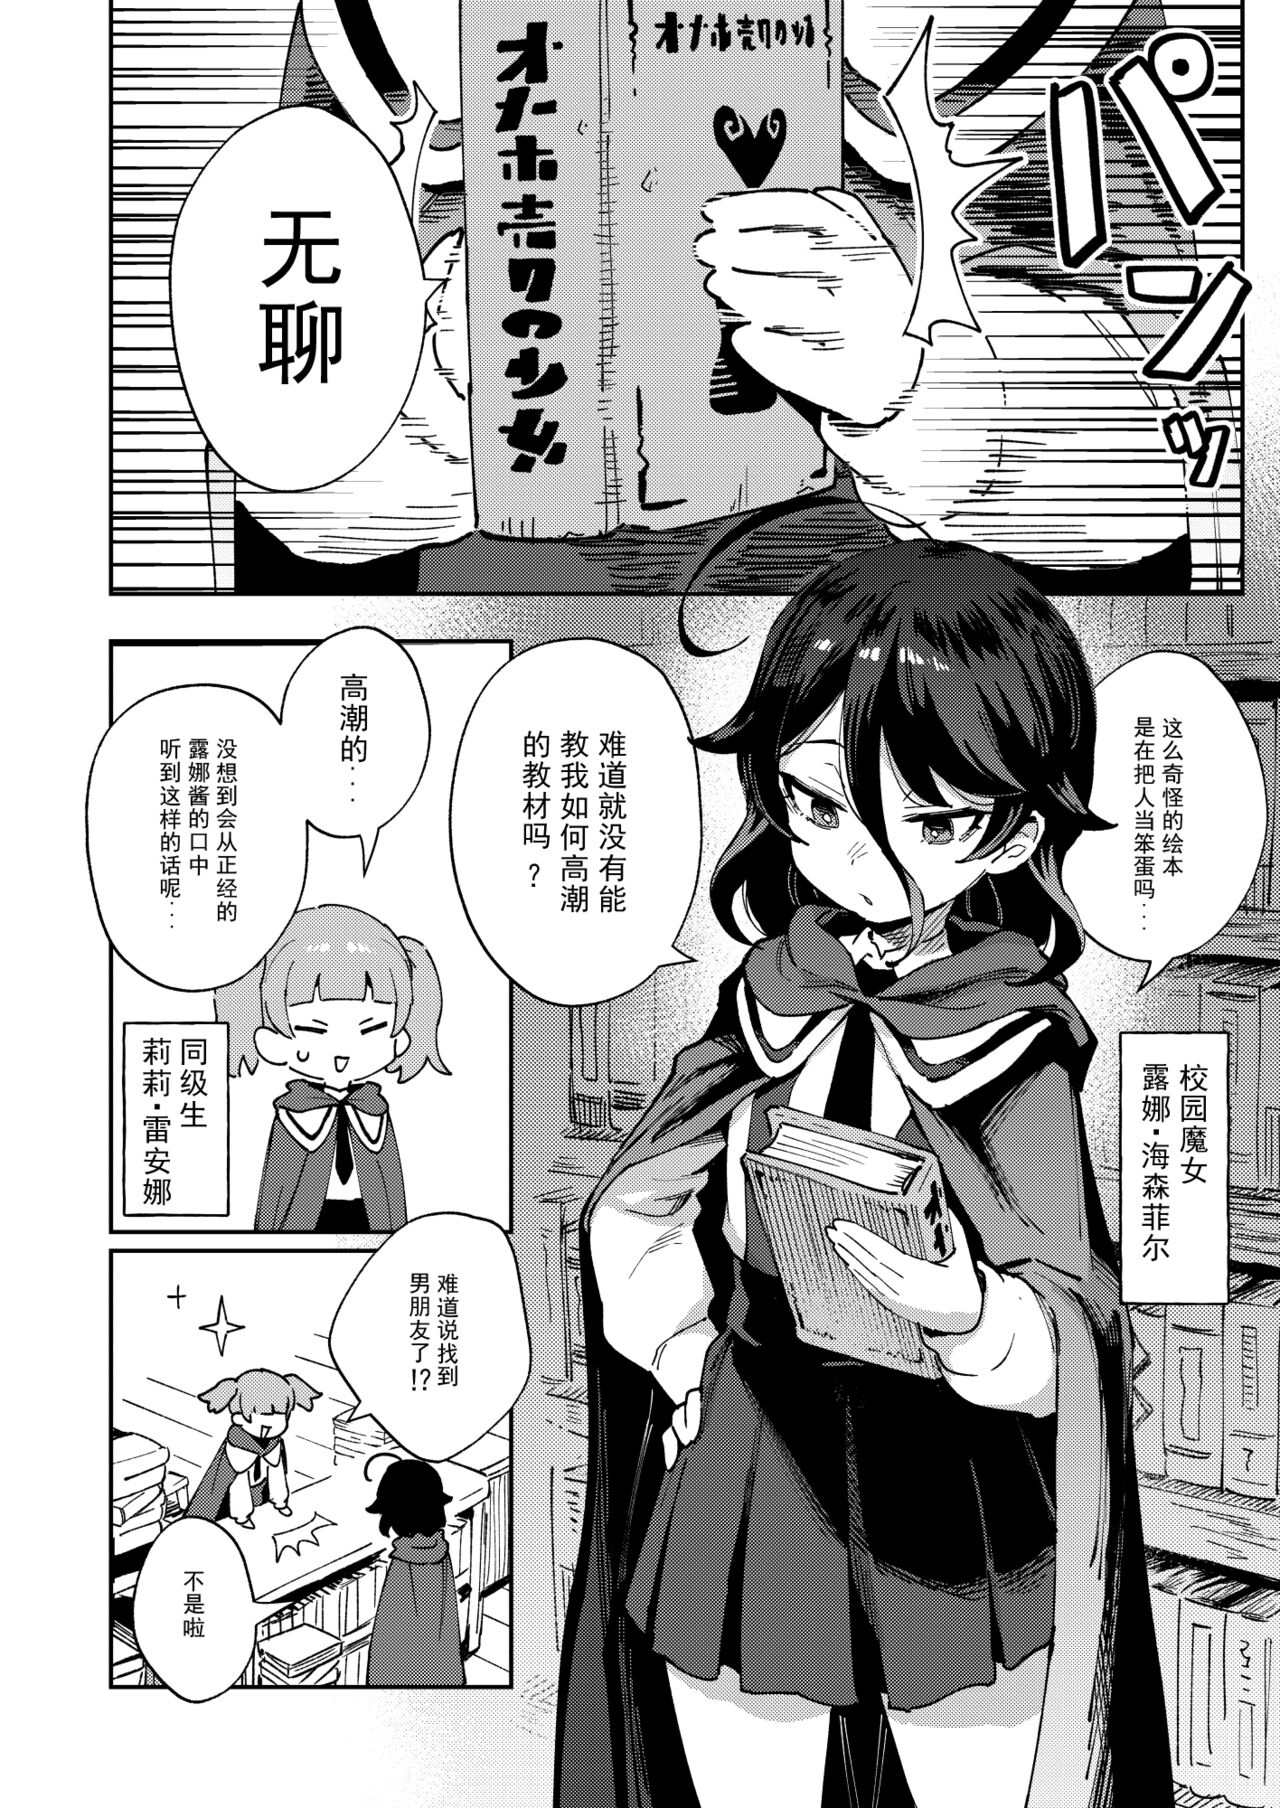 パンッ
オナホ売りの少女
オナホ売りの少女
无
聊
这么奇怪的绘本
是在把人当笨蛋吗...
校园魔女
露娜·海森菲尔
难道就没有能
教我如何高潮
的教材吗？
高潮的...
没想到会从正经的
露娜酱的口中
听到这样的话呢...
同级生
莉莉·雷安娜
难道说找到
男朋友了!?
不是啦